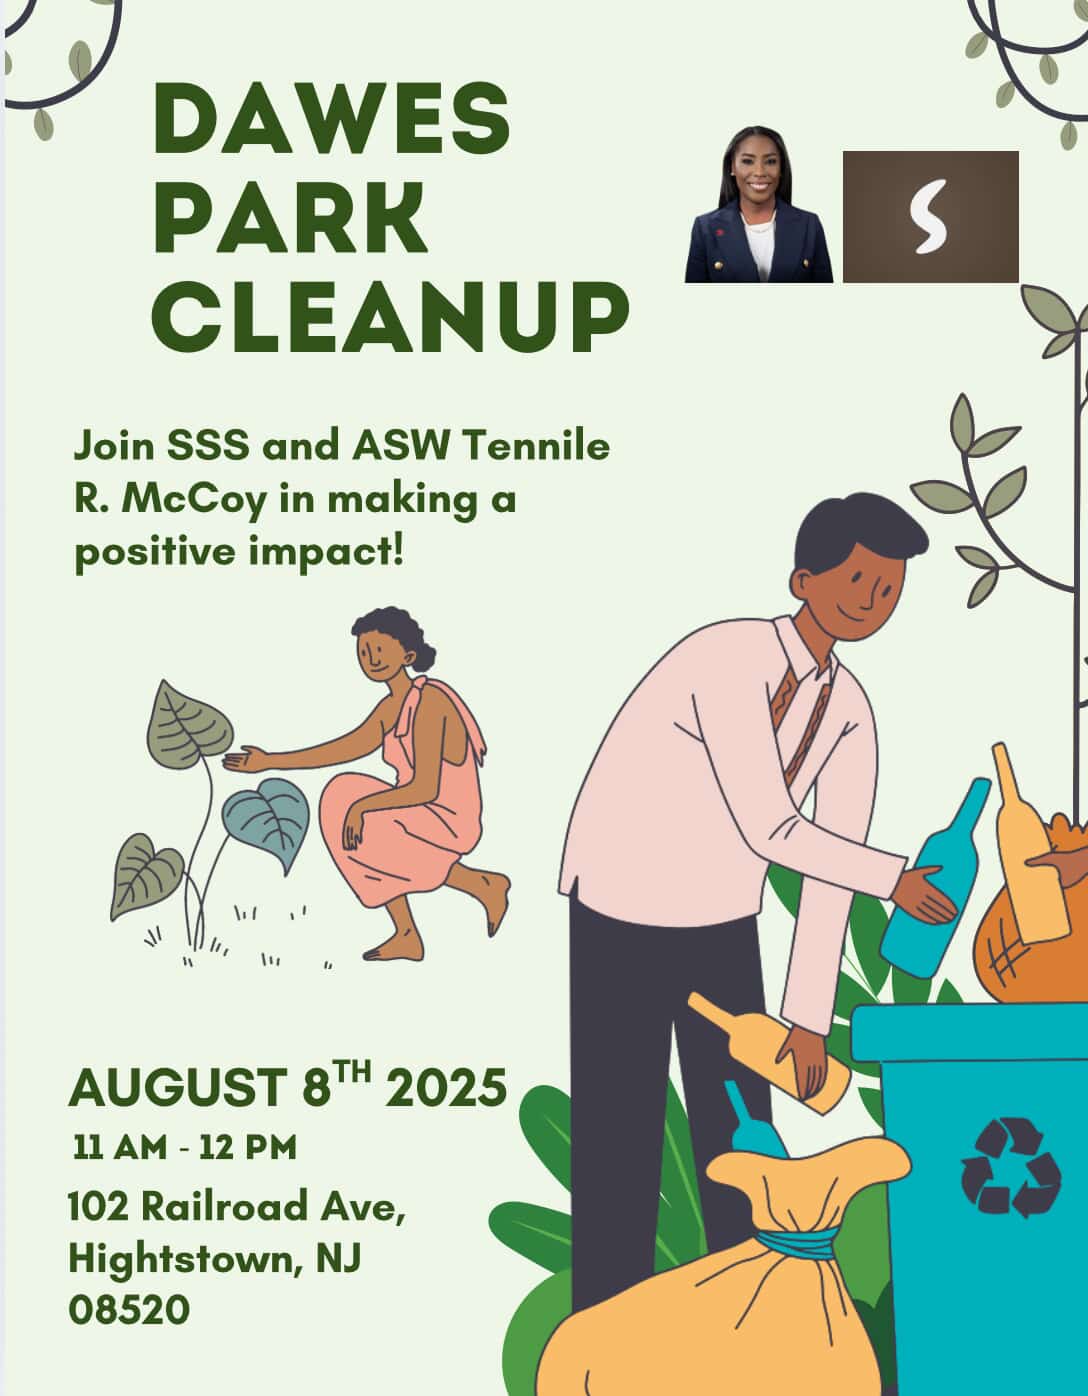 DAWES
PARK
CLEANUP
S
Join SSS and ASW Tennile
R. McCoy in making a
positive impact!
AUGUST 8TH 2025
11 AM - 12 PM
102 Railroad Ave,
Hightstown, NJ
08520